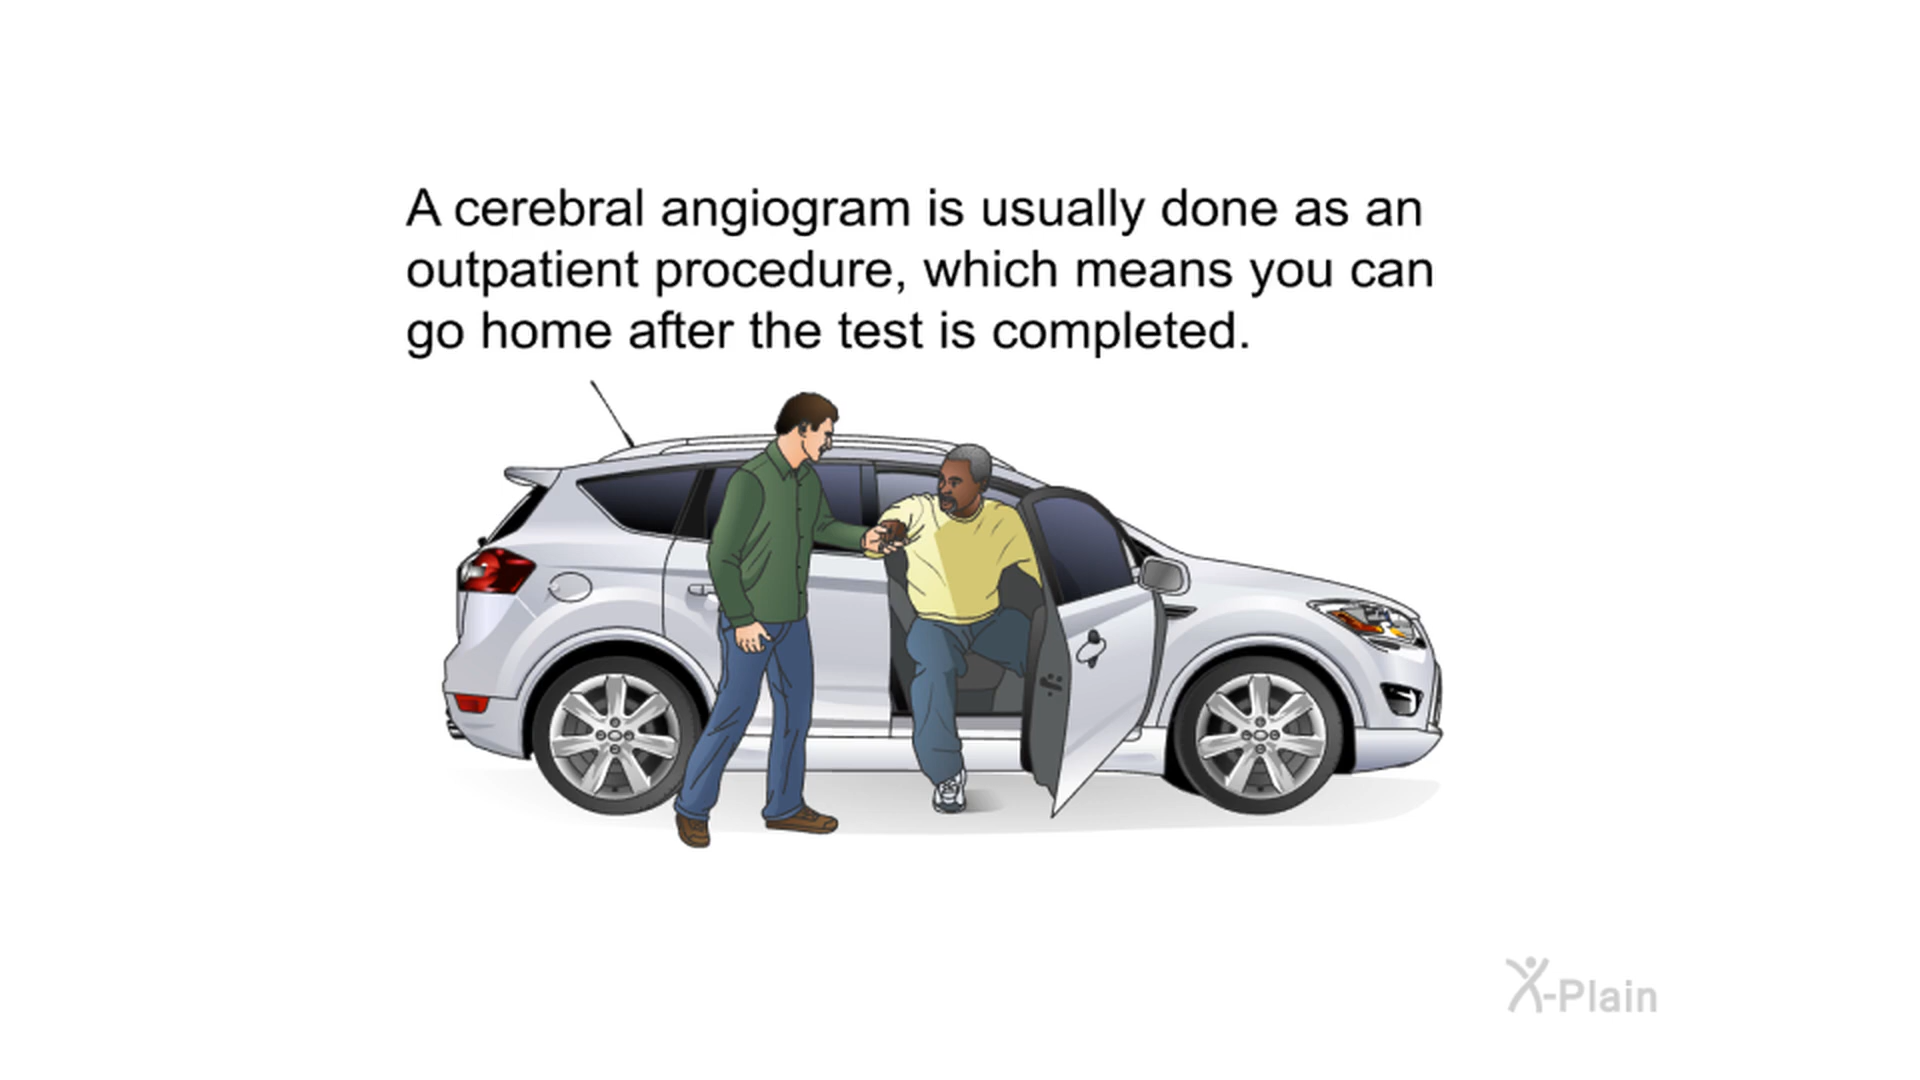 A cerebral angiogram is usually done as an
outpatient procedure, which means you can
go home after the test is completed.
X-Plain